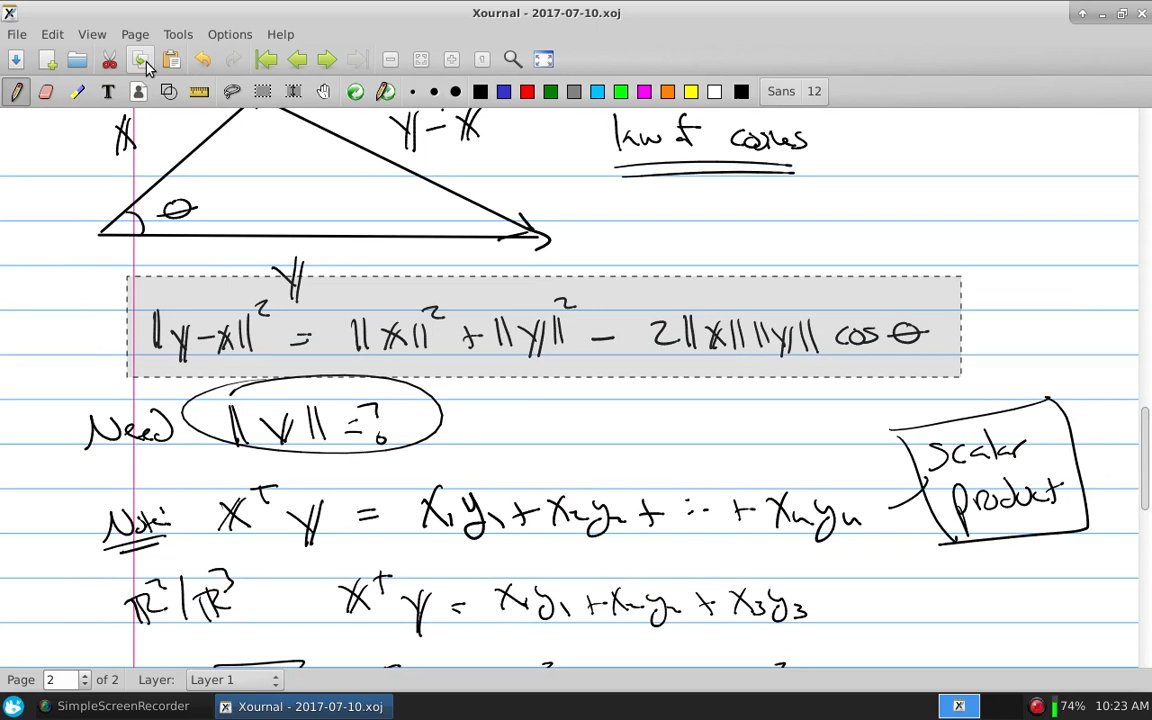 Xournal - 2017-07-10.xoj
File Edit View Page Tools Options Help
Sans 12
x
y - x
law of cosines
θ
y
||y-x||² = ||x||² + ||y||² - 2||x|| ||y|| cos θ
Need ||v|| = ?
scalar
product
Note: xᵀ y = x₁y₁ + x₂y₂ + ... + xₙyₙ
ℝ² | ℝ³ xᵀ y = x₁y₁ + x₂y₂ + x₃y₃
Page 2 of 2 Layer: Layer 1
SimpleScreenRecorder Xournal - 2017-07-10.xoj 74% 10:23 AM